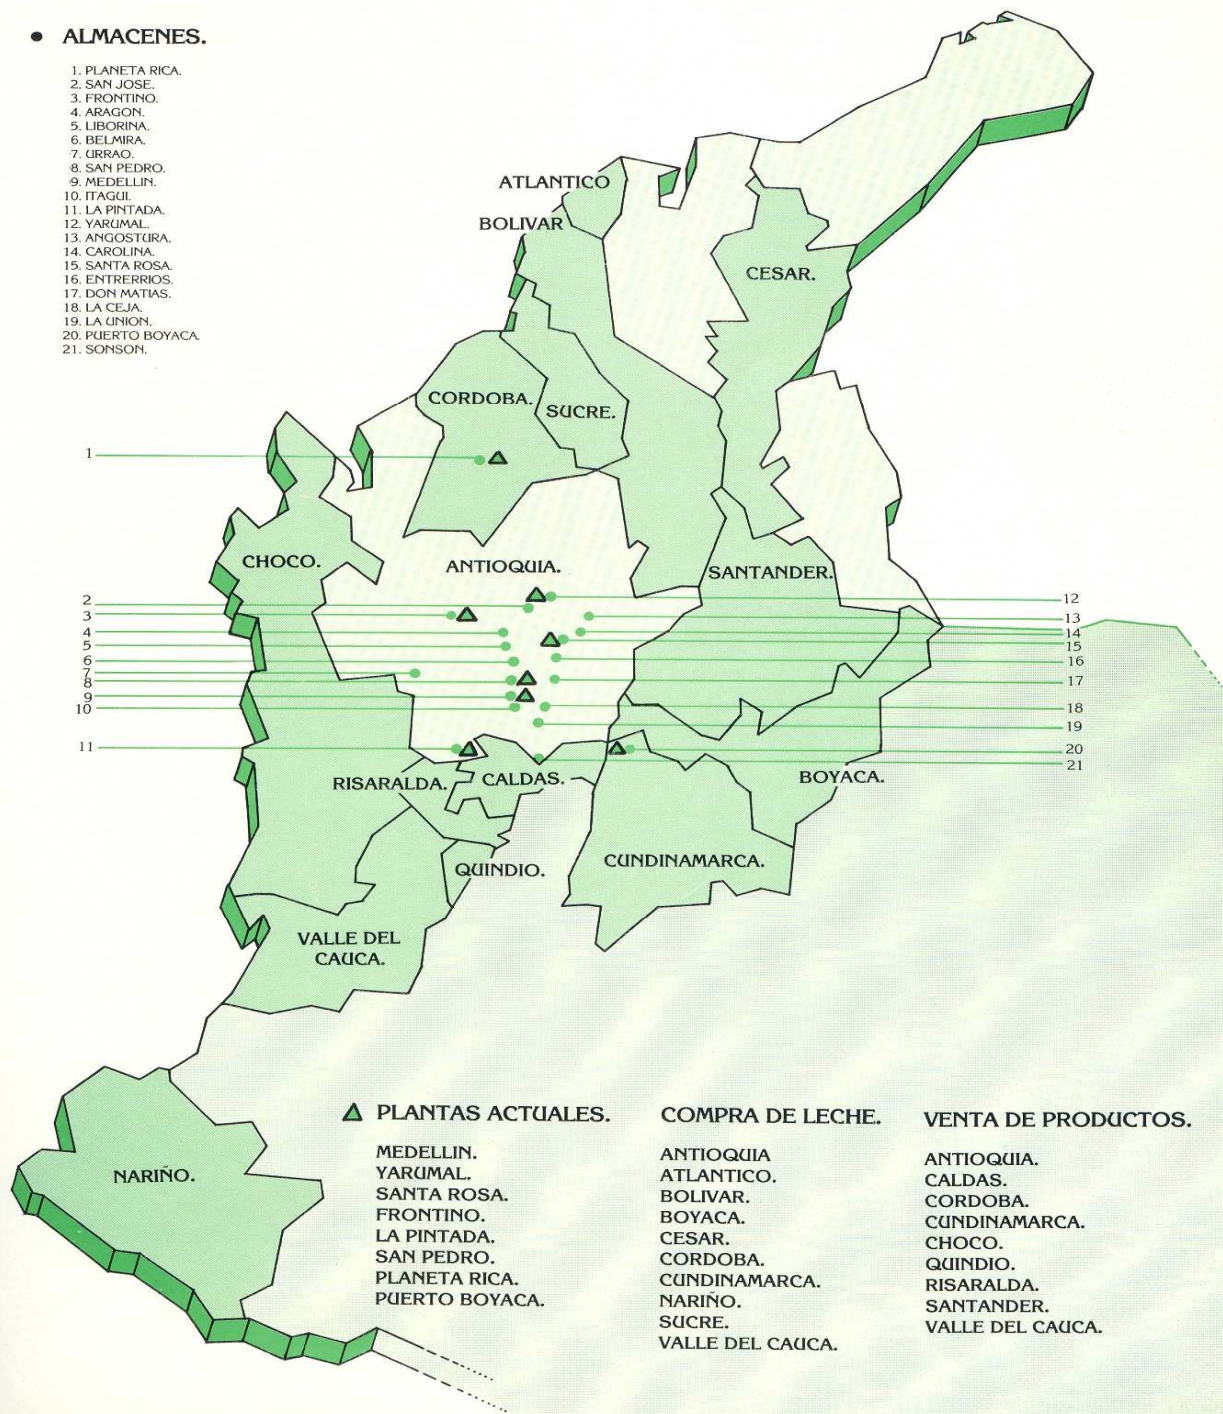 ● ALMACENES.
1. PLANETA RICA.
2. SAN JOSE.
3. FRONTINO.
4. ARAGON.
5. LIBORINA.
6. BELMIRA.
7. URRAO.
8. SAN PEDRO.
9. MEDELLIN.
10. ITAGUI.
11. LA PINTADA.
12. YARUMAL.
13. ANGOSTURA.
14. CAROLINA.
15. SANTA ROSA.
16. ENTRERRIOS.
17. DON MATIAS.
18. LA CEJA.
19. LA UNION.
20. PUERTO BOYACA.
21. SONSON.
ATLANTICO
BOLIVAR
CESAR.
CORDOBA.
SUCRE.
1
CHOCO.
ANTIOQUIA.
SANTANDER.
2
3
4
5
6
7
8
9
10
11
12
13
14
15
16
17
18
19
20
21
RISARALDA.
CALDAS.
BOYACA.
QUINDIO.
CUNDINAMARCA.
VALLE DEL
CAUCA.
NARIÑO.
PLANTAS ACTUALES.
MEDELLIN.
YARUMAL.
SANTA ROSA.
FRONTINO.
LA PINTADA.
SAN PEDRO.
PLANETA RICA.
PUERTO BOYACA.
COMPRA DE LECHE.
ANTIOQUIA
ATLANTICO.
BOLIVAR.
BOYACA.
CESAR.
CORDOBA.
CUNDINAMARCA.
NARIÑO.
SUCRE.
VALLE DEL CAUCA.
VENTA DE PRODUCTOS.
ANTIOQUIA.
CALDAS.
CORDOBA.
CUNDINAMARCA.
CHOCO.
QUINDIO.
RISARALDA.
SANTANDER.
VALLE DEL CAUCA.